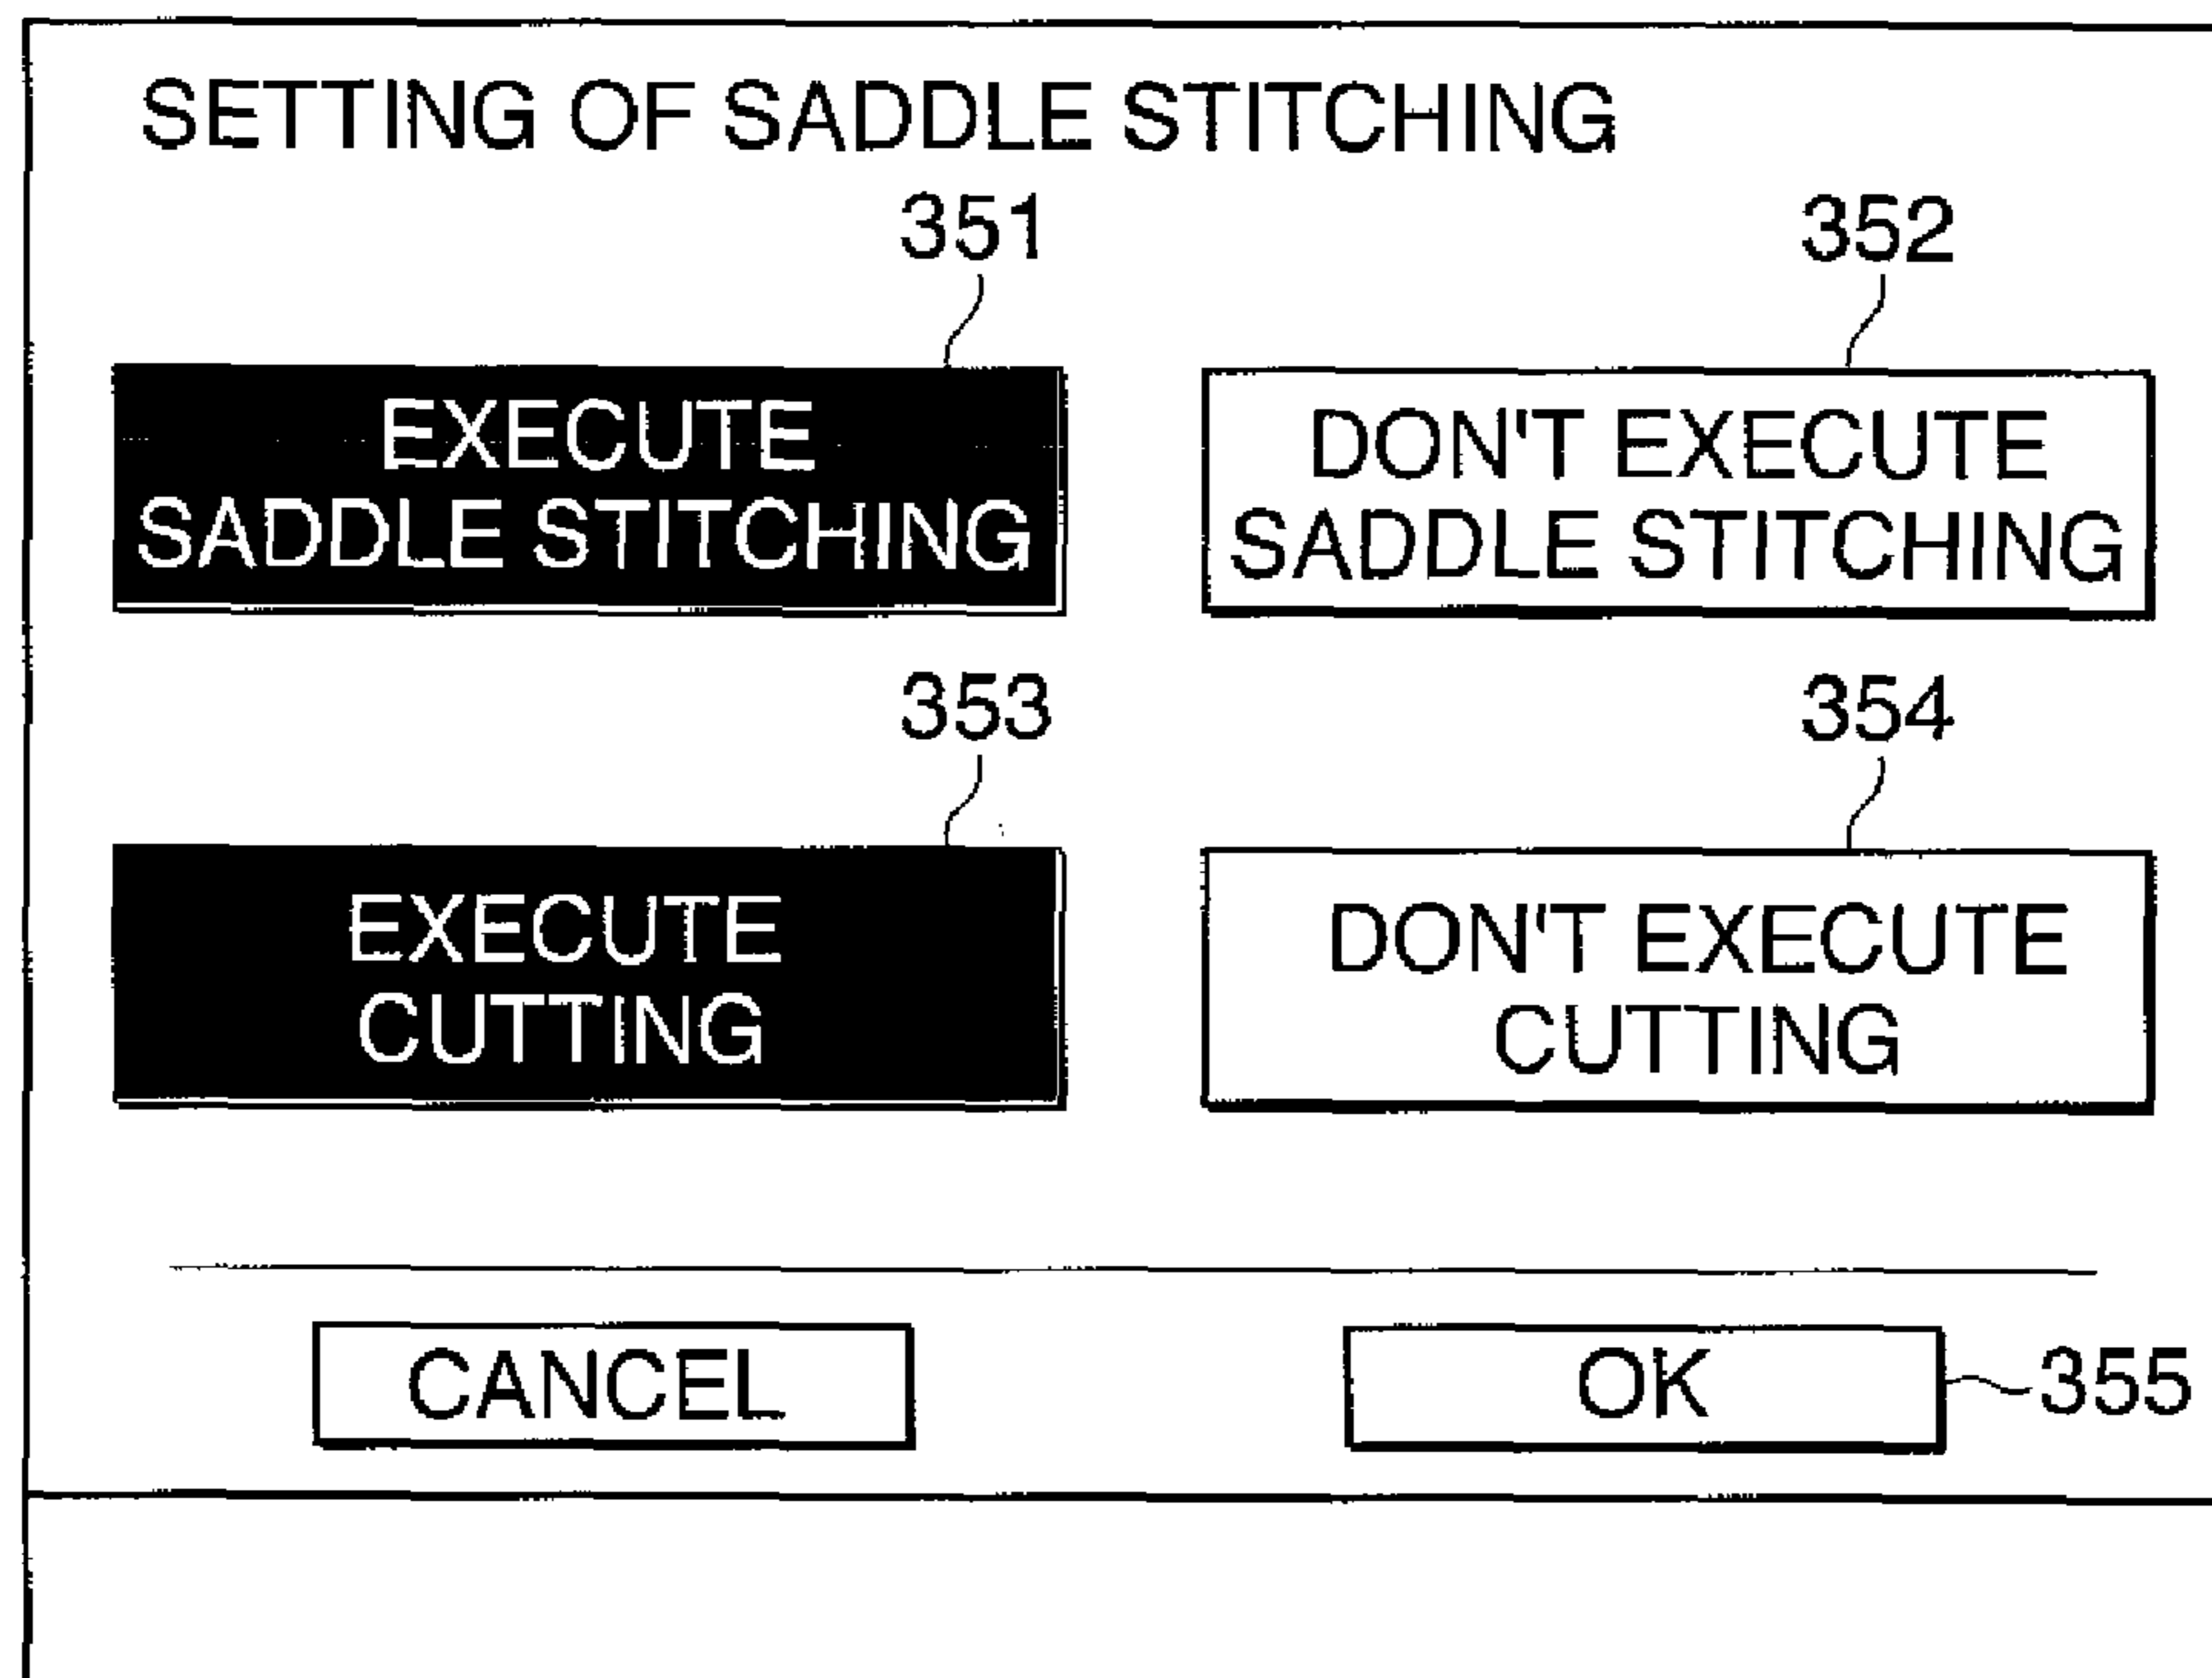 SETTING OF SADDLE STITCHING
351
352
EXECUTE
SADDLE STITCHING
DON'T EXECUTE
SADDLE STITCHING
353
354
EXECUTE
CUTTING
DON'T EXECUTE
CUTTING
CANCEL
OK
355